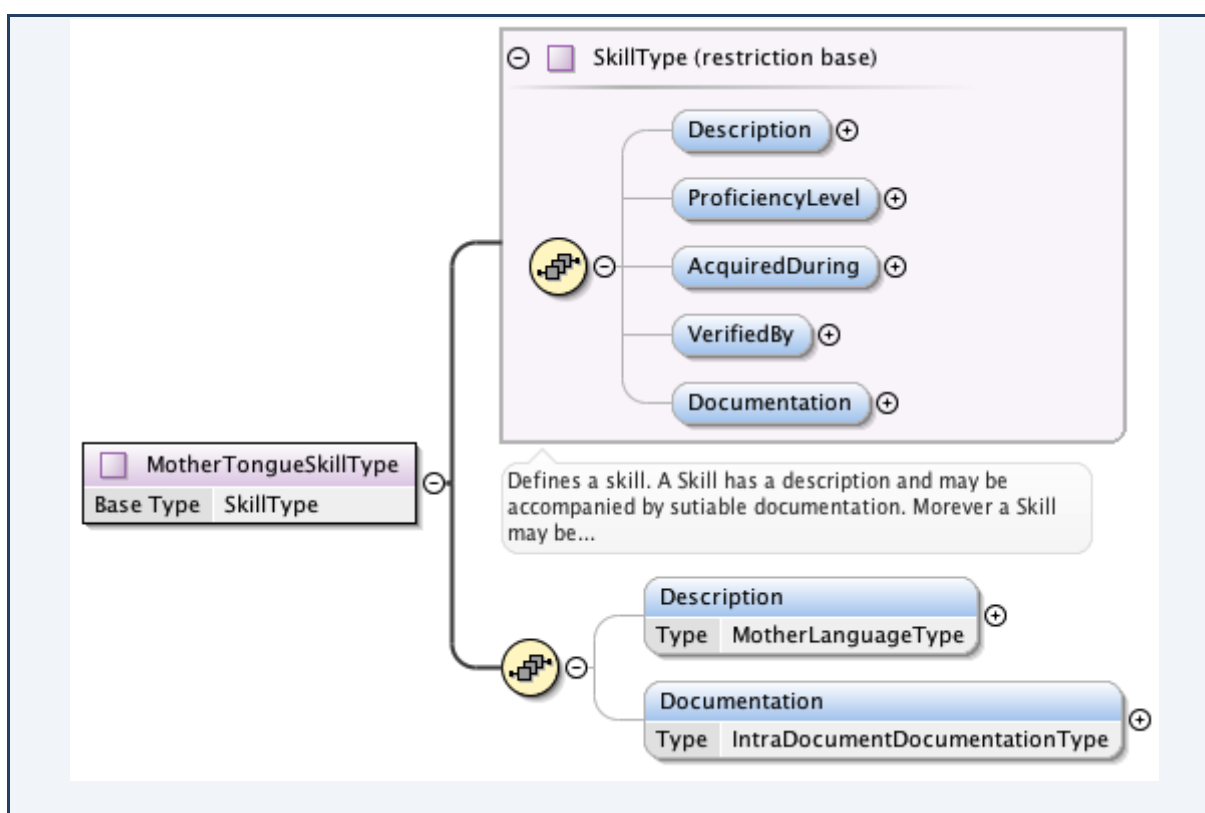 SkillType (restriction base)
Description
ProficiencyLevel
AcquiredDuring
VerifiedBy
Documentation
MotherTongueSkillType
Base Type SkillType
Defines a skill. A Skill has a description and may be
accompanied by sutiable documentation. Morever a Skill
may be...
Description
Type MotherLanguageType
Documentation
Type IntraDocumentDocumentationType